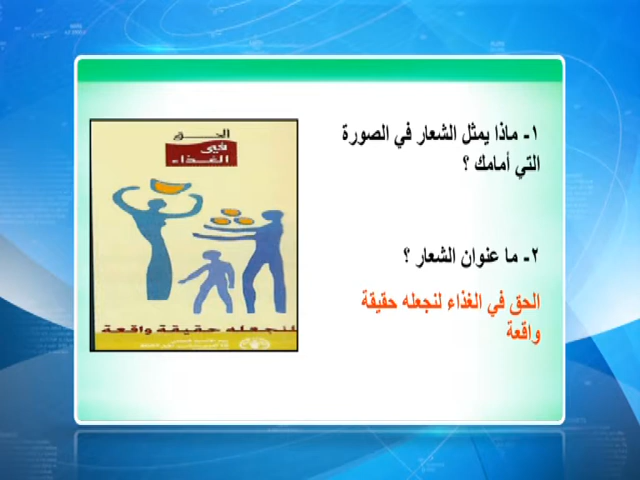 ١- ماذا يمثل الشعار في الصورة
التي أمامك ؟
٢- ما عنوان الشعار ؟
الحق في الغذاء لنجعله حقيقة
واقعة
الحق
في
الغذاء
لنجعله حقيقة واقعة